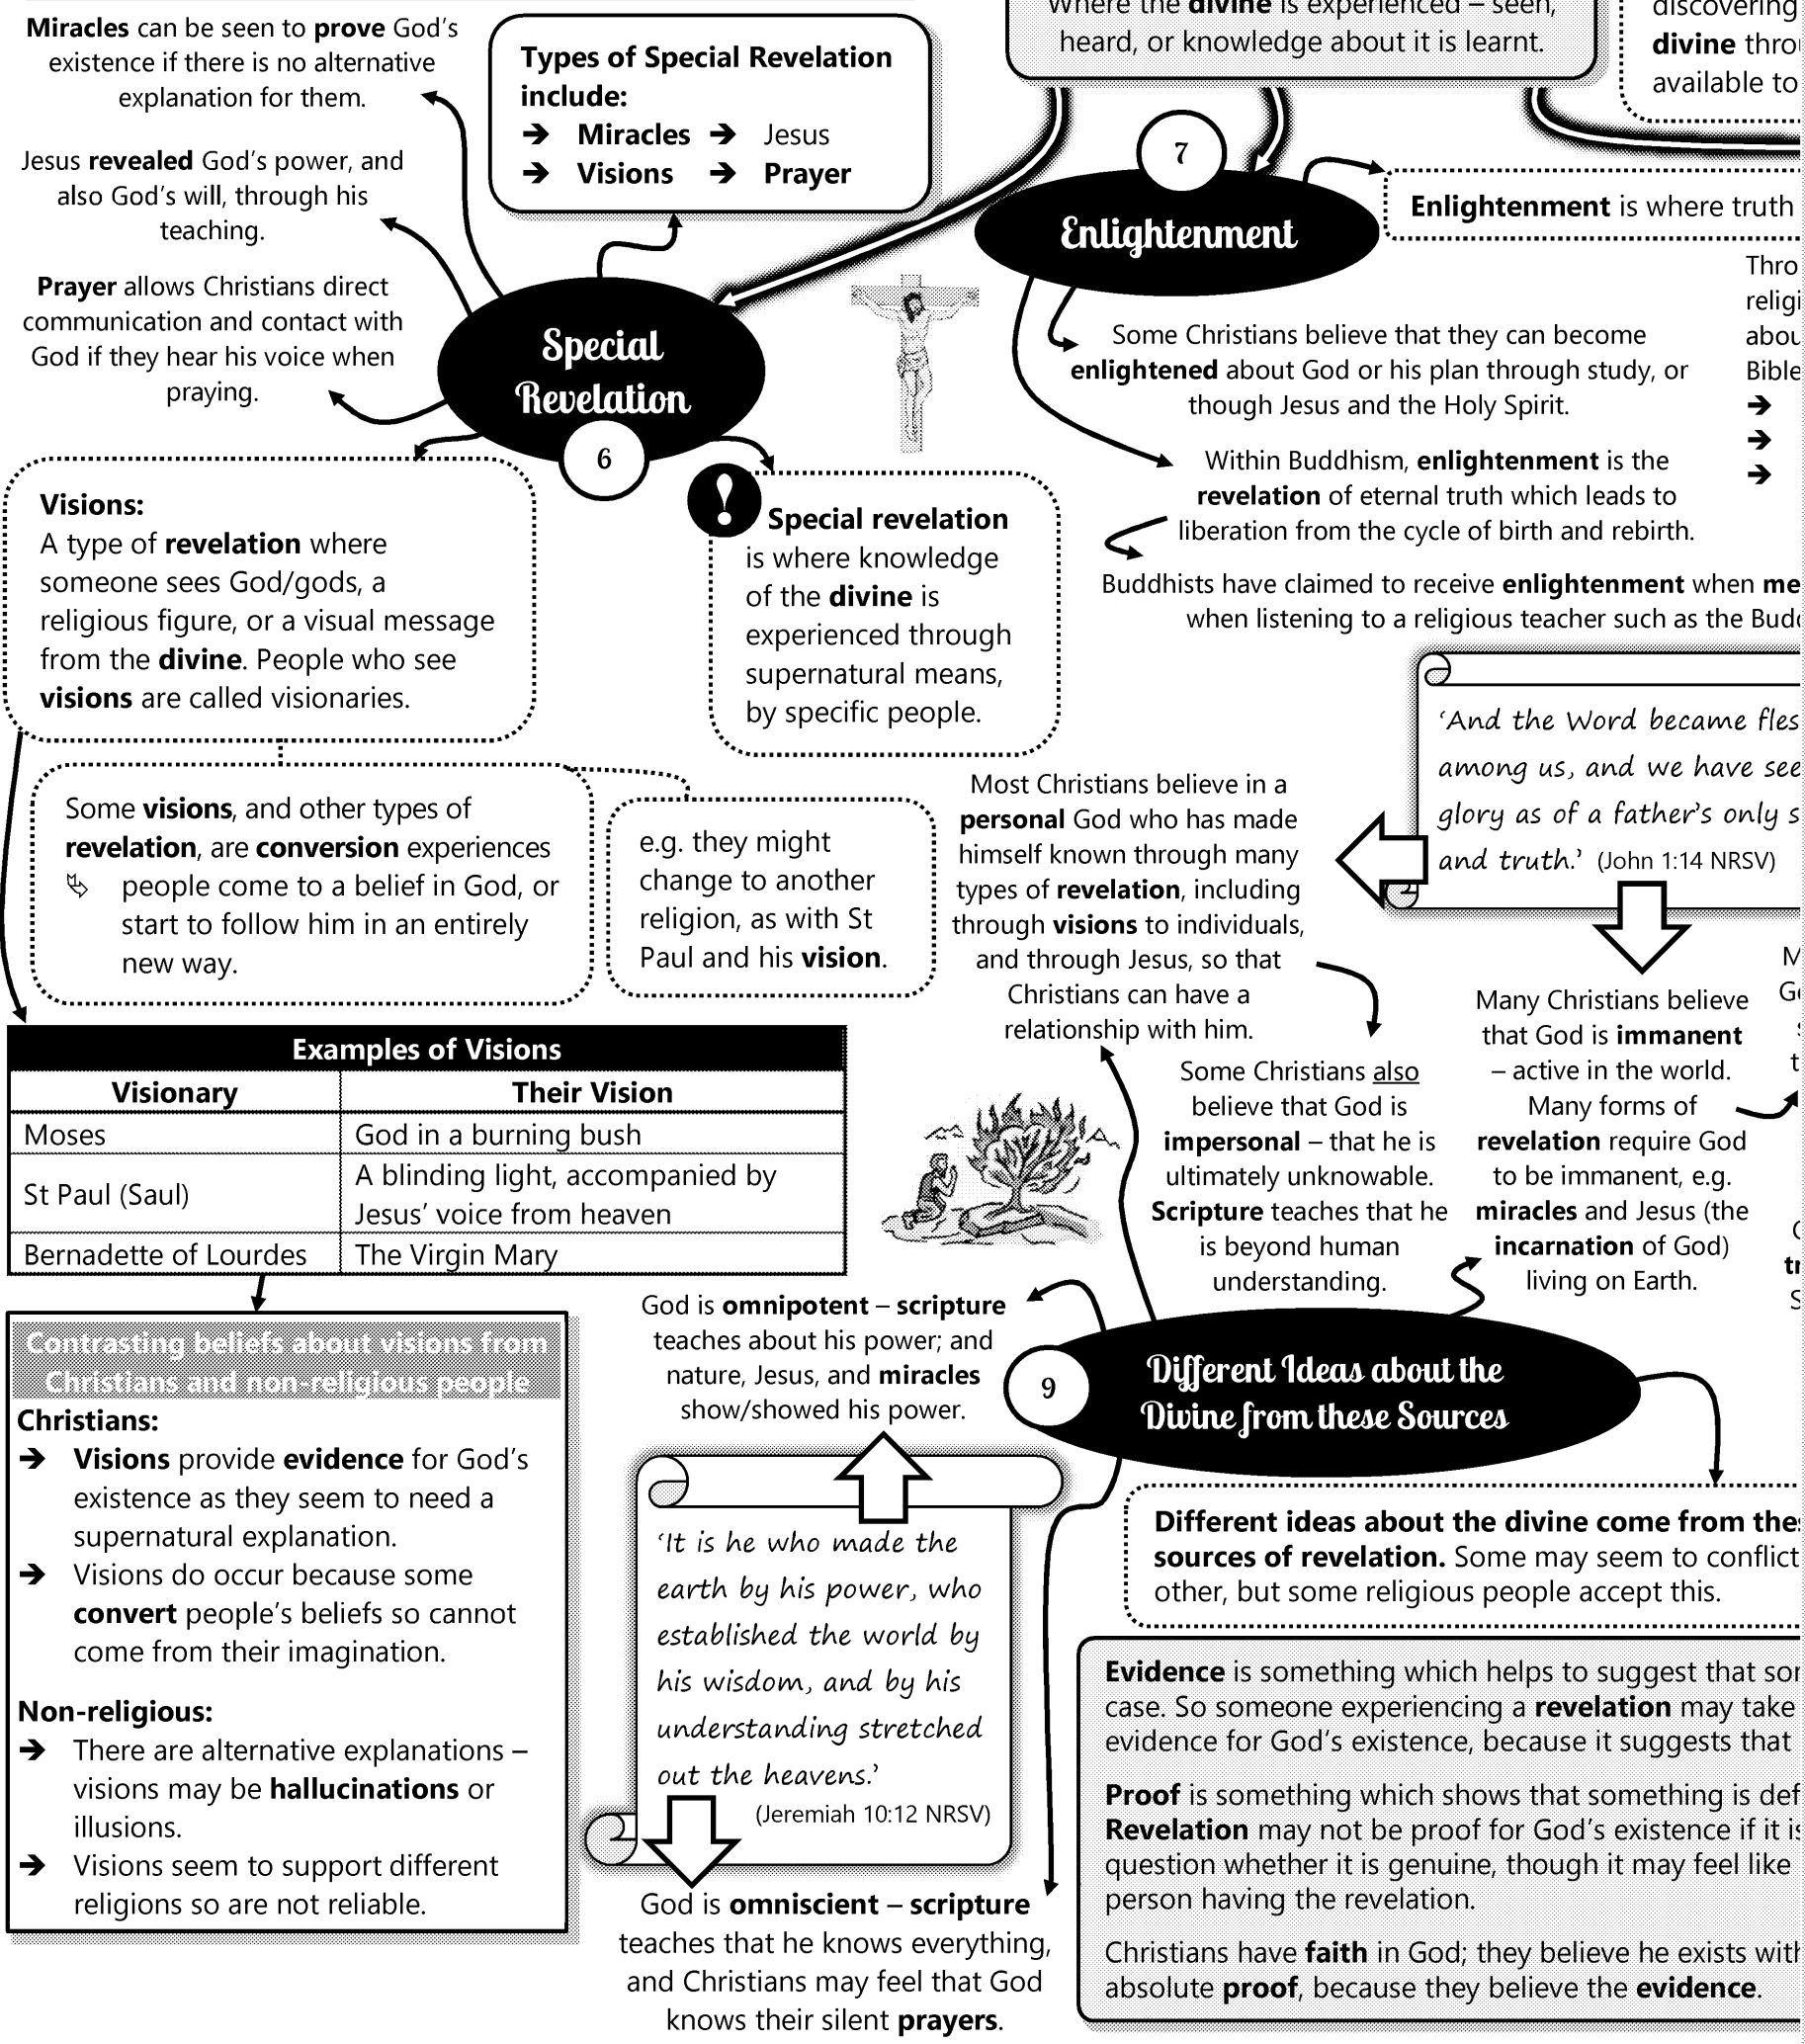 Miracles can be seen to prove God's
existence if there is no alternative
explanation for them.
Jesus revealed God's power, and
also God's will, through his
teaching.
Prayer allows Christians direct
communication and contact with
God if they hear his voice when
praying.
Types of Special Revelation
include:
➔ Miracles ➔ Jesus
➔ Visions ➔ Prayer
Where the divine is experienced – seen,
heard, or knowledge about it is learnt.
discovering
divine
available to
7
Enlightenment
Enlightenment is where truth
Some Christians believe that they can become
enlightened about God or his plan through study, or
though Jesus and the Holy Spirit.
Within Buddhism, enlightenment is the
revelation of eternal truth which leads to
liberation from the cycle of birth and rebirth.
Buddhists have claimed to receive enlightenment when
when listening to a religious teacher such as the
Bible
➔
➔
➔
Special
Revelation
6
Visions:
A type of revelation where
someone sees God/gods, a
religious figure, or a visual message
from the divine. People who see
visions are called visionaries.
! Special revelation
is where knowledge
of the divine is
experienced through
supernatural means,
by specific people.
Some visions, and other types of
revelation, are conversion experiences
people come to a belief in God, or
start to follow him in an entirely
new way.
e.g. they might
change to another
religion, as with St
Paul and his vision.
Examples of Visions
Visionary Their Vision
Moses God in a burning bush
St Paul (Saul) A blinding light, accompanied by
Jesus' voice from heaven
Bernadette of Lourdes The Virgin Mary
Contrasting beliefs about visions from
Christians and non-religious people
Christians:
➔ Visions provide evidence for God's
existence as they seem to need a
supernatural explanation.
➔ Visions do occur because some
convert people's beliefs so cannot
come from their imagination.
Non-religious:
➔ There are alternative explanations –
visions may be hallucinations or
illusions.
➔ Visions seem to support different
religions so are not reliable.
'And the Word became
among us, and we have
glory as of a father's only
and truth.' (John 1:14 NRSV)
Most Christians believe in a
personal God who has made
himself known through many
types of revelation, including
through visions to individuals,
and through Jesus, so that
Christians can have a
relationship with him.
Some Christians also
believe that God is
impersonal – that he is
ultimately unknowable.
Scripture teaches that he
is beyond human
understanding.
Many Christians believe
that God is immanent
– active in the world.
Many forms of
revelation require God
to be immanent, e.g.
miracles and Jesus (the
incarnation of God)
living on Earth.
9
Different Ideas about the
Divine from these Sources
God is omnipotent – scripture
teaches about his power; and
nature, Jesus, and miracles
show/showed his power.
'It is he who made the
earth by his power, who
established the world by
his wisdom, and by his
understanding stretched
out the heavens.'
(Jeremiah 10:12 NRSV)
God is omniscient – scripture
teaches that he knows everything,
and Christians may feel that God
knows their silent prayers.
Different ideas about the divine come from
sources of revelation. Some may seem to conflict
other, but some religious people accept this.
Evidence is something which helps to suggest that
case. So someone experiencing a revelation may take
evidence for God's existence, because it suggests that
Proof is something which shows that something is
Revelation may not be proof for God's existence if it
question whether it is genuine, though it may feel like
person having the revelation.
Christians have faith in God; they believe he exists
absolute proof, because they believe the evidence.